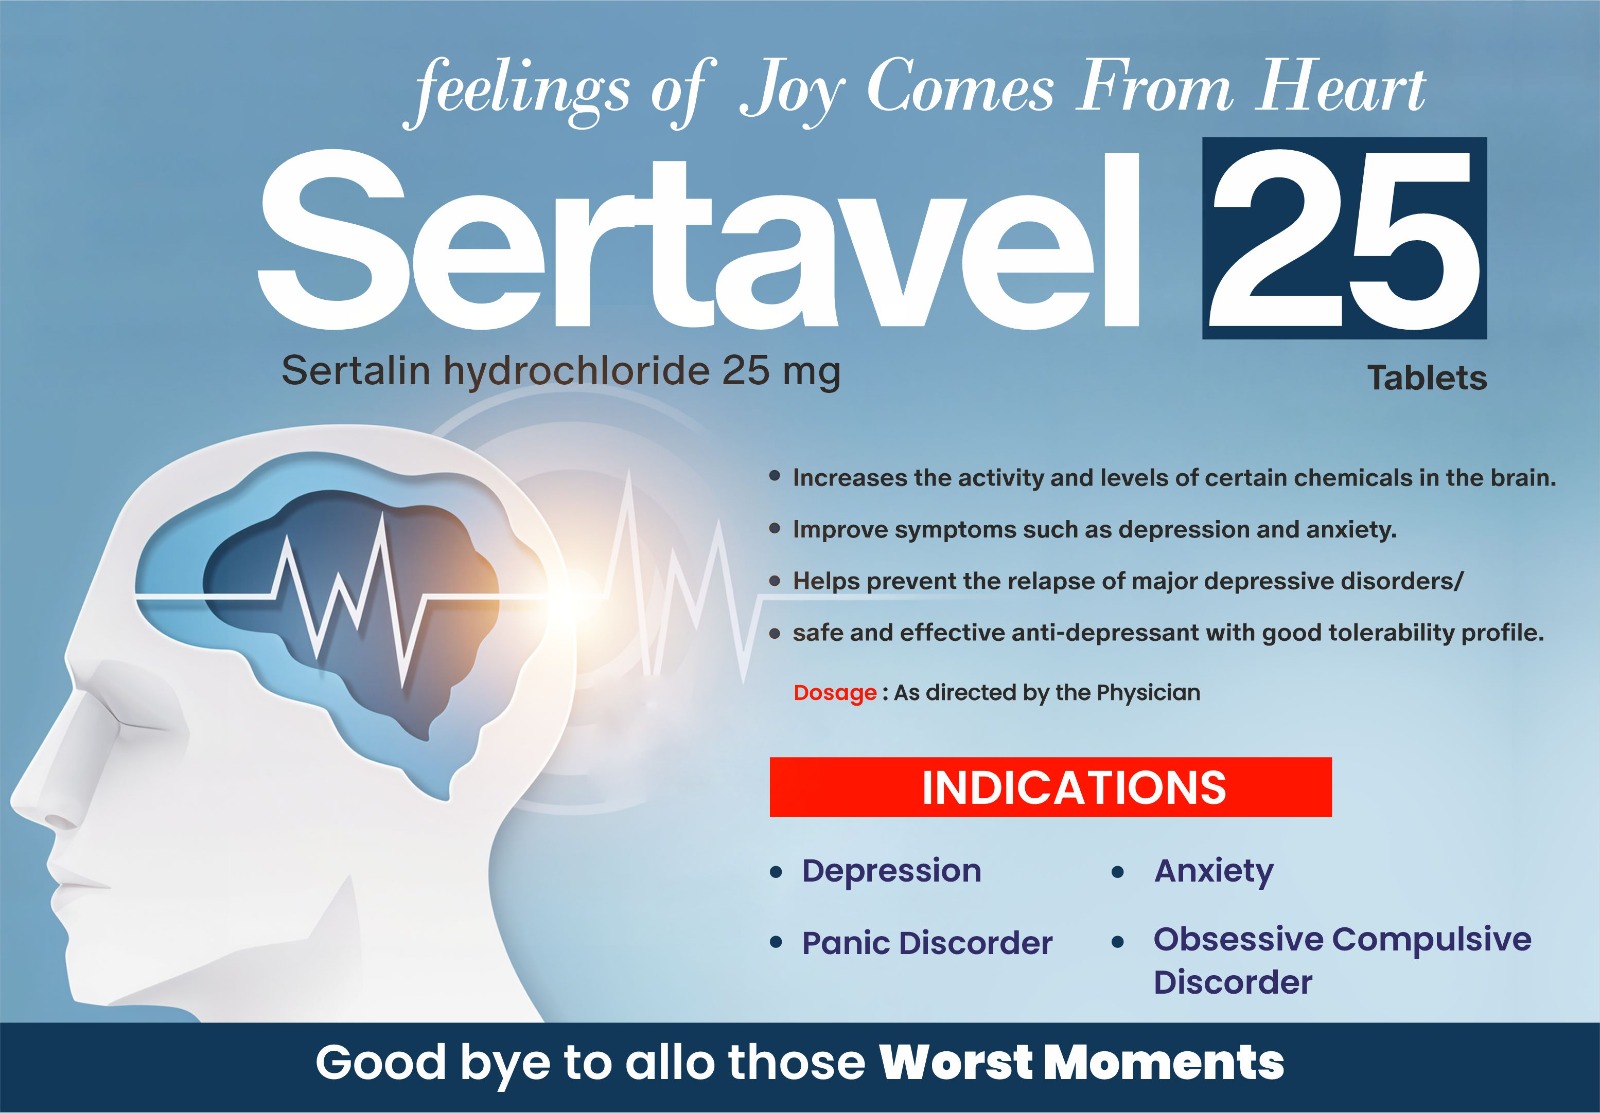 feelings of Joy Comes From Heart
Sertavel 25
Sertalin hydrochloride 25 mg
Tablets
• Increases the activity and levels of certain chemicals in the brain.
• Improve symptoms such as depression and anxiety.
• Helps prevent the relapse of major depressive disorders/
• safe and effective anti-depressant with good tolerability profile.
Dosage : As directed by the Physician
INDICATIONS
• Depression
• Anxiety
• Panic Discorder
• Obsessive Compulsive
Discorder
Good bye to allo those Worst Moments